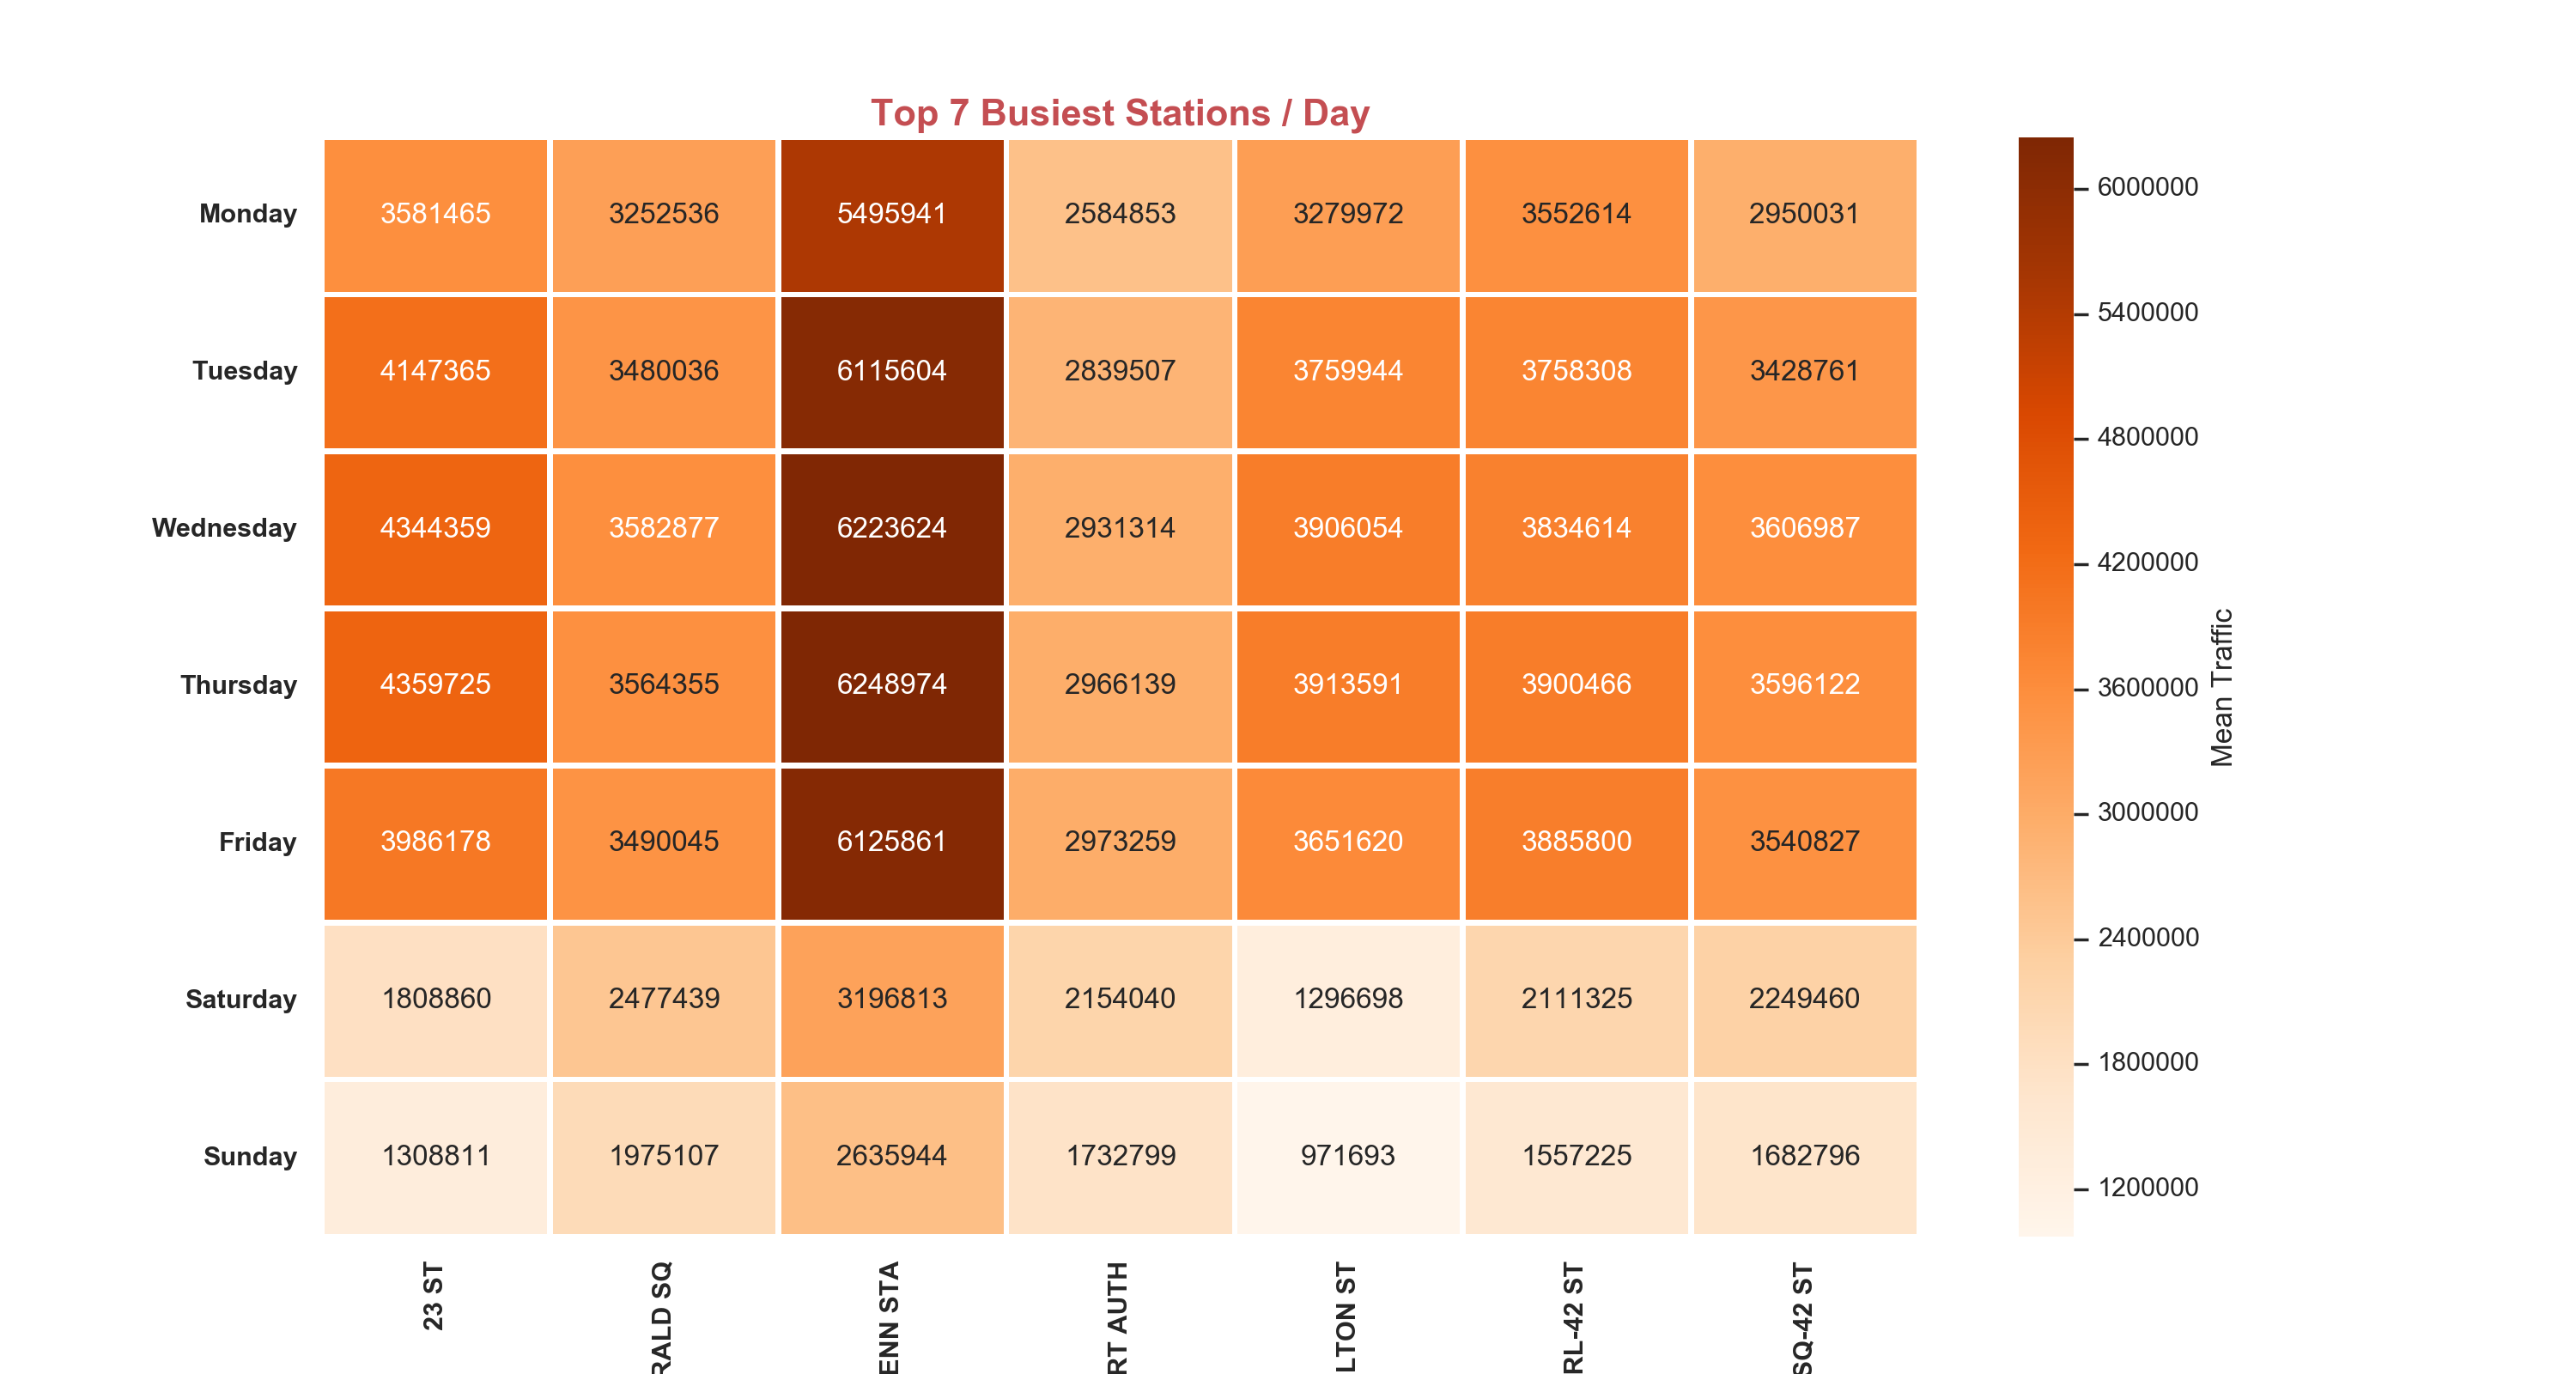 Top 7 Busiest Stations / Day
Monday 3581465 3252536 5495941 2584853 3279972 3552614 2950031
Tuesday 4147365 3480036 6115604 2839507 3759944 3758308 3428761
Wednesday 4344359 3582877 6223624 2931314 3906054 3834614 3606987
Thursday 4359725 3564355 6248974 2966139 3913591 3900466 3596122
Friday 3986178 3490045 6125861 2973259 3651620 3885800 3540827
Saturday 1808860 2477439 3196813 2154040 1296698 2111325 2249460
Sunday 1308811 1975107 2635944 1732799 971693 1557225 1682796
23 ST
RALD SQ
ENN STA
RT AUTH
LTON ST
RL-42 ST
SQ-42 ST
6000000
5400000
4800000
4200000
3600000
3000000
2400000
1800000
1200000
Mean Traffic